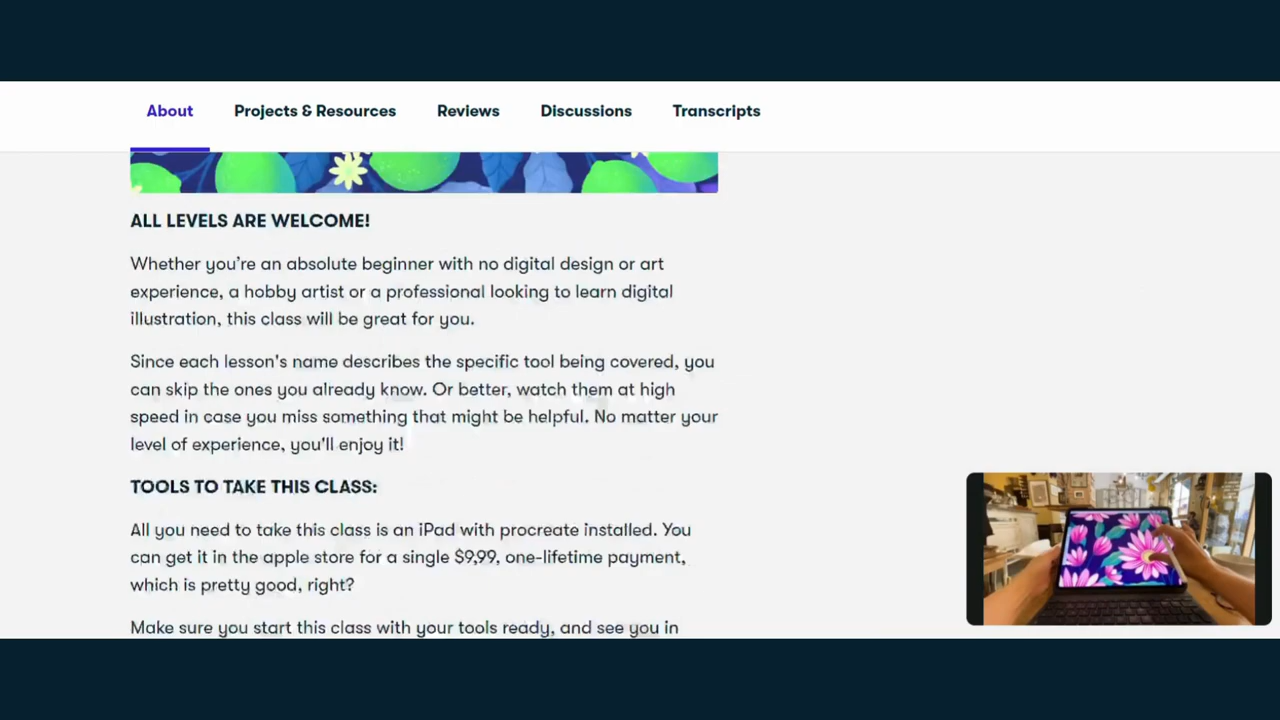 About Projects & Resources Reviews Discussions Transcripts
ALL LEVELS ARE WELCOME!
Whether you're an absolute beginner with no digital design or art
experience, a hobby artist or a professional looking to learn digital
illustration, this class will be great for you.
Since each lesson's name describes the specific tool being covered, you
can skip the ones you already know. Or better, watch them at high
speed in case you miss something that might be helpful. No matter your
level of experience, you'll enjoy it!
TOOLS TO TAKE THIS CLASS:
All you need to take this class is an iPad with procreate installed. You
can get it in the apple store for a single $9,99, one-lifetime payment,
which is pretty good, right?
Make sure you start this class with your tools ready, and see you in